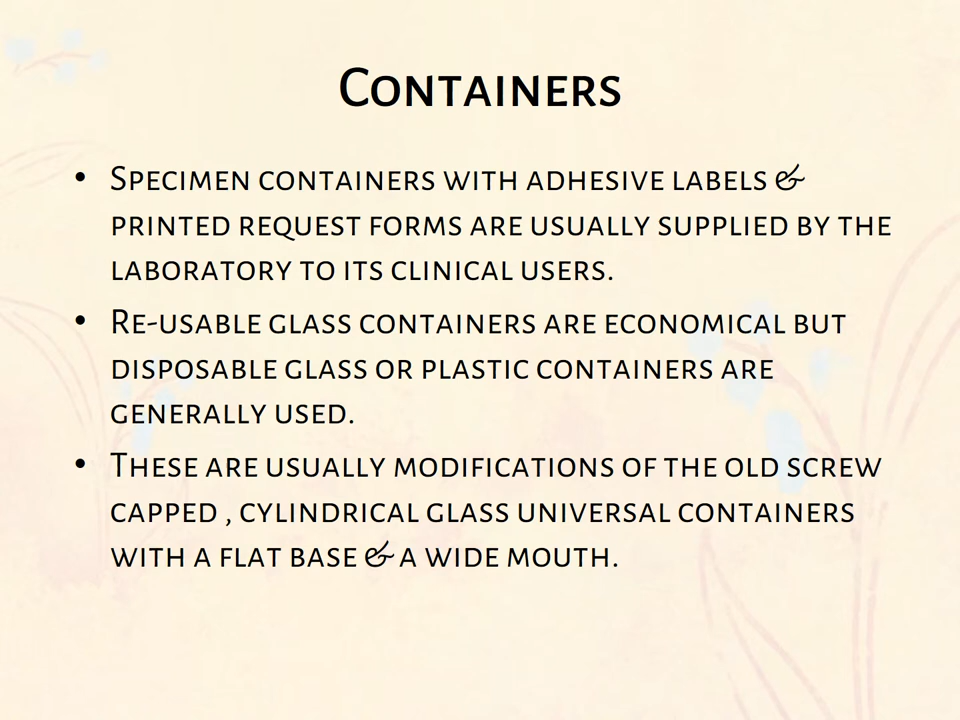 Containers
• Specimen containers with adhesive labels &
printed request forms are usually supplied by the
laboratory to its clinical users.
• Re-usable glass containers are economical but
disposable glass or plastic containers are
generally used.
• These are usually modifications of the old screw
capped , cylindrical glass universal containers
with a flat base & a wide mouth.